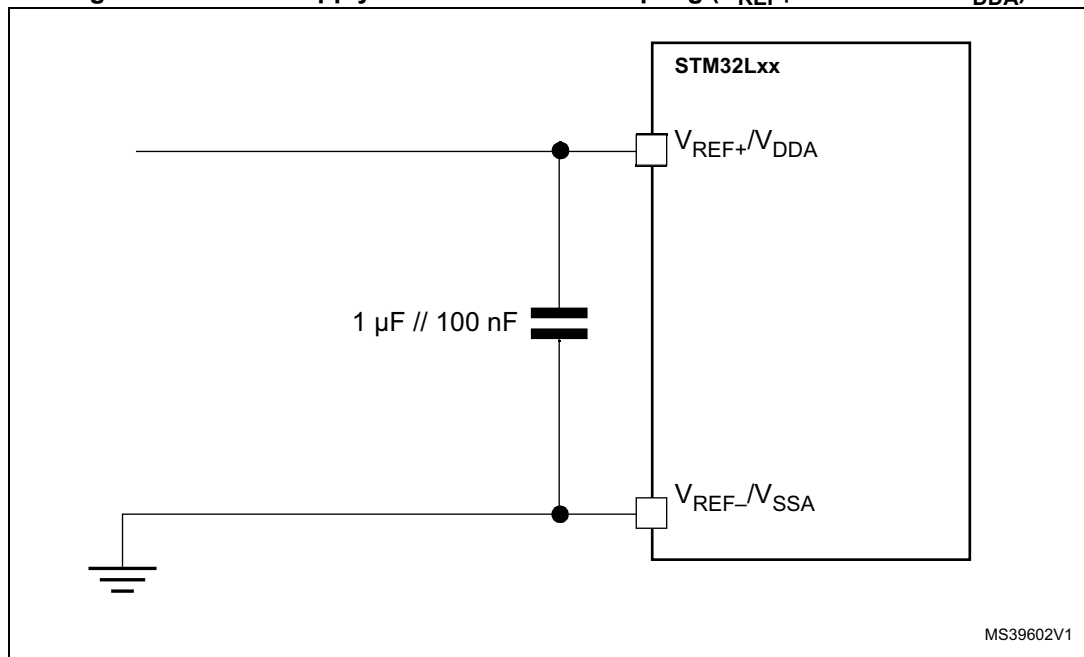 STM32Lxx
VREF+/VDDA
1 µF // 100 nF
VREF–/VSSA
MS39602V1